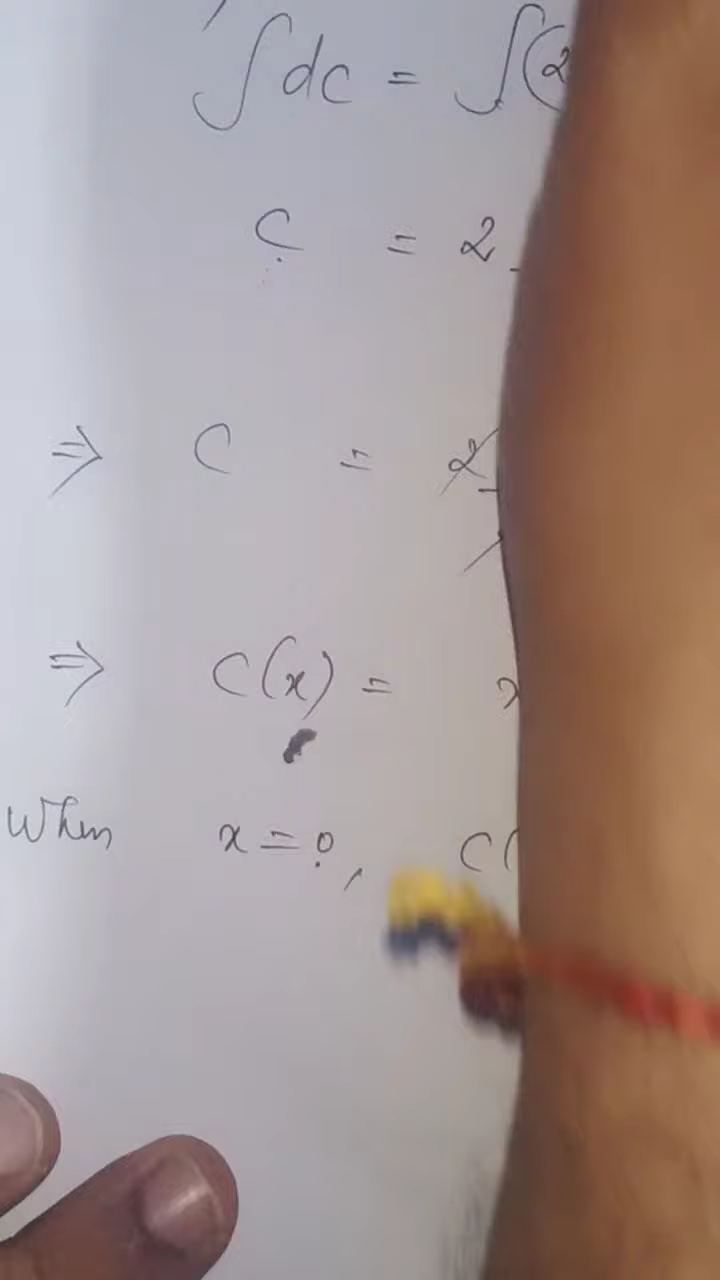 ∫dc = ∫(2
C = 2
⇒ C = 2
⇒ C(x) = x
When x = 0, C(